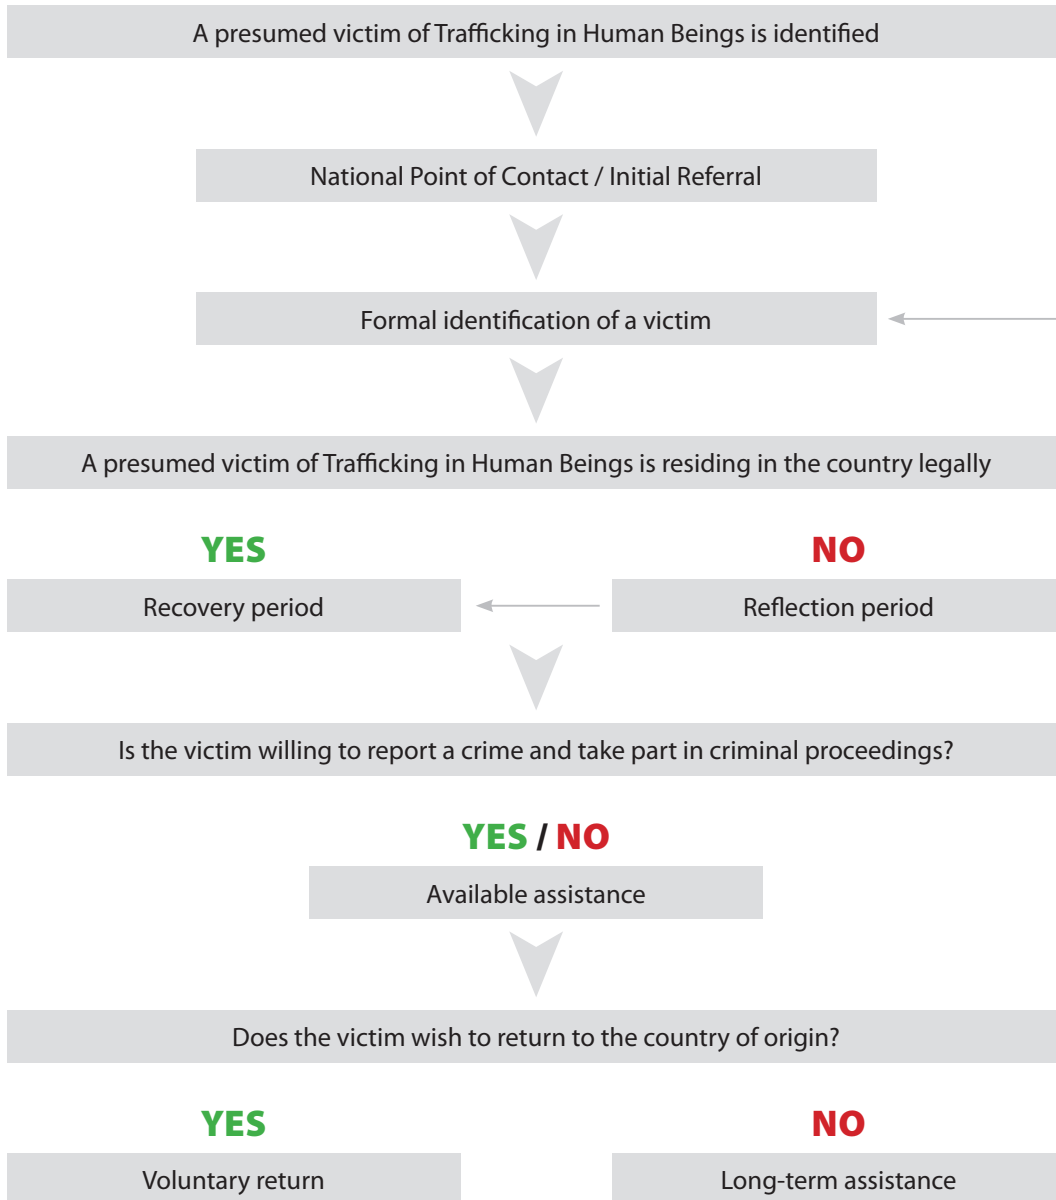 A presumed victim of Trafficking in Human Beings is identified
National Point of Contact / Initial Referral
Formal identification of a victim
A presumed victim of Trafficking in Human Beings is residing in the country legally
YES
NO
Recovery period
Reflection period
Is the victim willing to report a crime and take part in criminal proceedings?
YES / NO
Available assistance
Does the victim wish to return to the country of origin?
YES
NO
Voluntary return
Long-term assistance